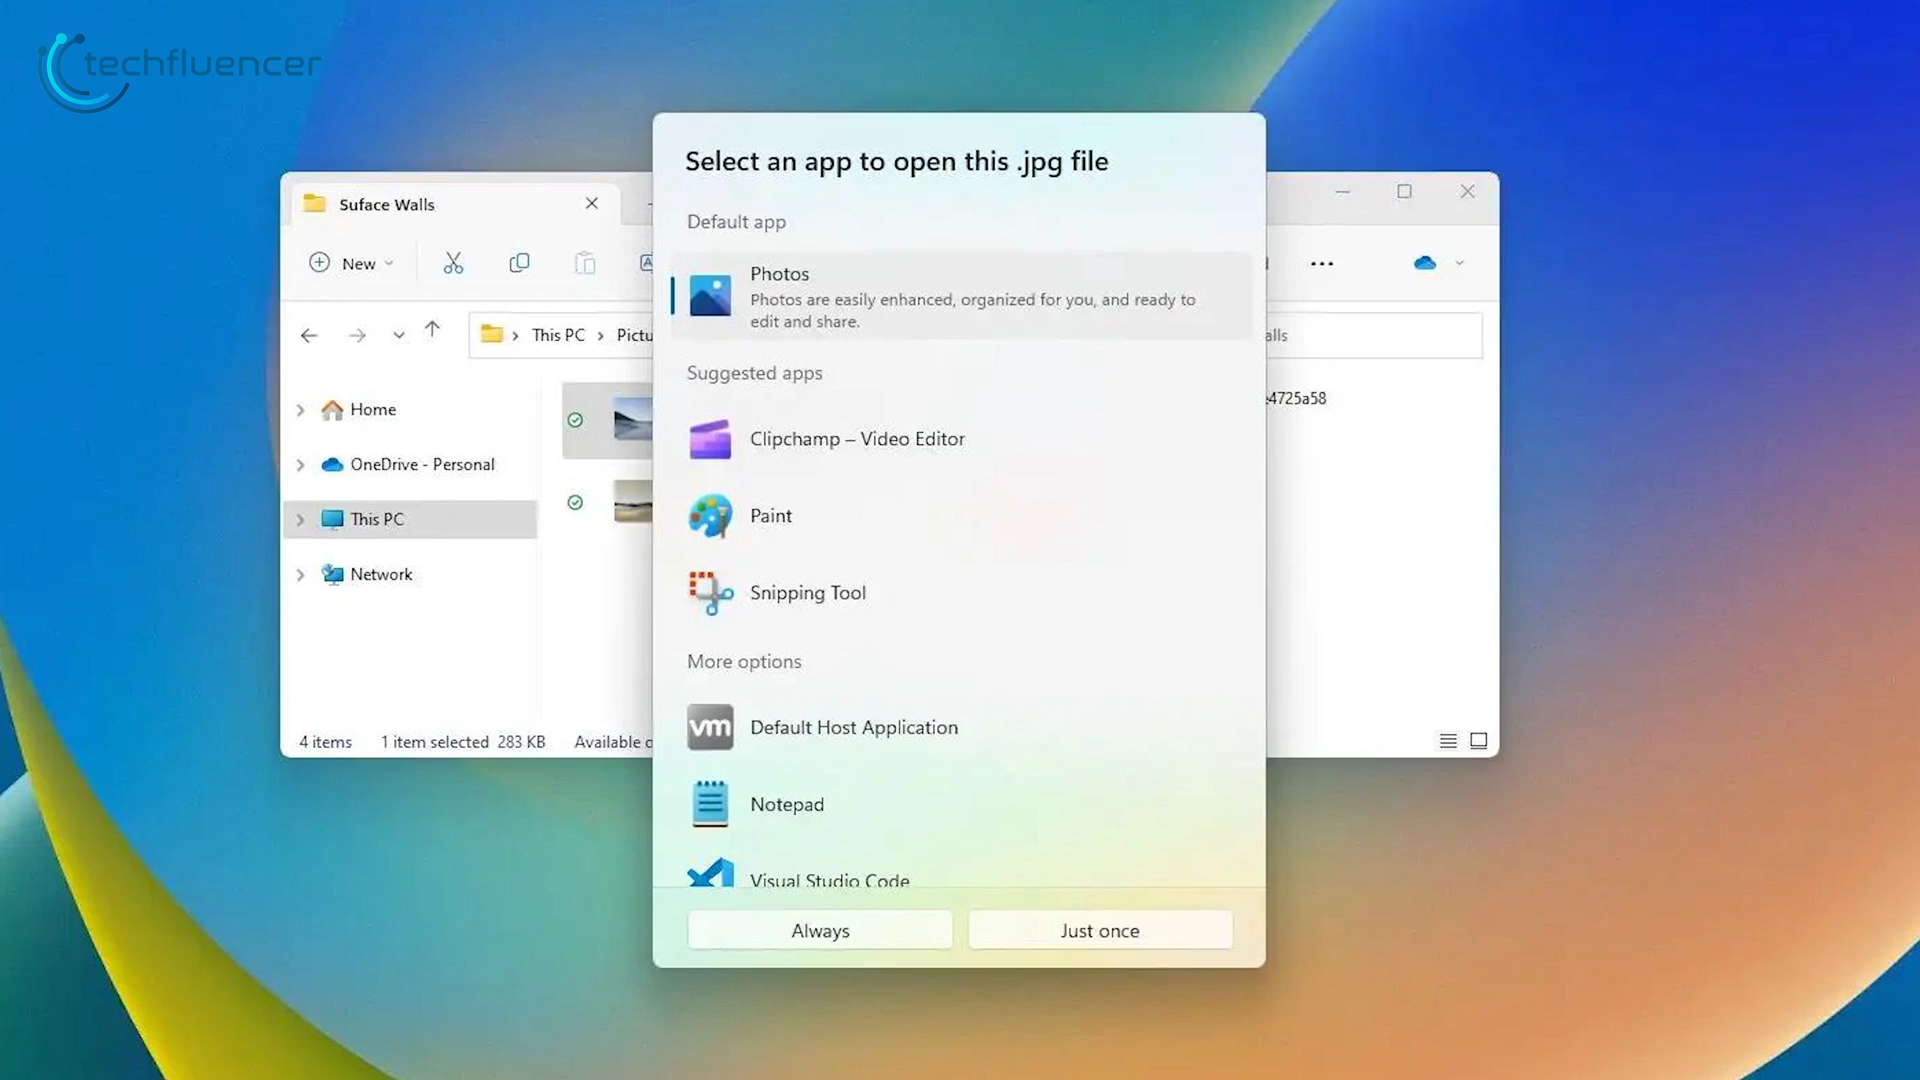 techfluencer
Select an app to open this .jpg file
Suface Walls
Default app
New
Photos
Photos are easily enhanced, organized for you, and ready to
edit and share.
This PC
Suggested apps
Home
Clipchamp – Video Editor
OneDrive - Personal
Paint
This PC
Network
Snipping Tool
More options
Default Host Application
4 items 1 item selected 283 KB Available
Notepad
Visual Studio Code
Always
Just once